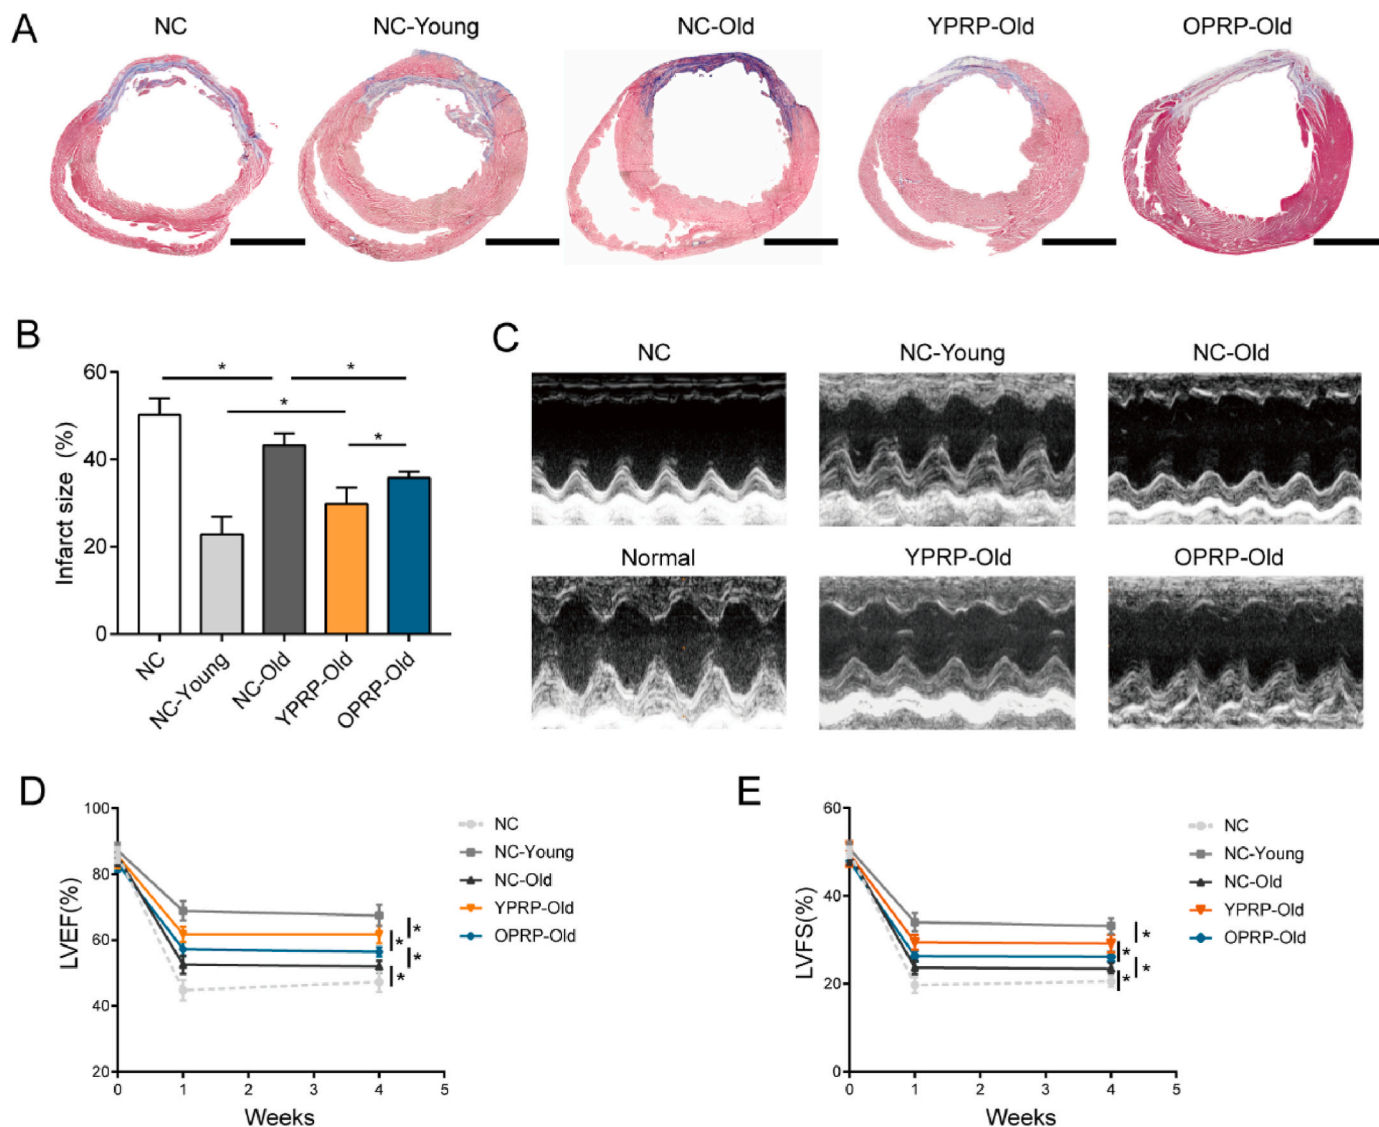 A
NC
NC-Young
NC-Old
YPRP-Old
OPRP-Old
B
Infarct size (%)
60
40
20
0
*
*
*
*
NC
NC-Young
NC-Old
YPRP-Old
OPRP-Old
C
NC
NC-Young
NC-Old
Normal
YPRP-Old
OPRP-Old
D
LVEF(%)
100
80
60
40
20
0
1
2
3
4
5
Weeks
*
*
*
*
NC
NC-Young
NC-Old
YPRP-Old
OPRP-Old
E
LVFS(%)
60
40
20
0
0
1
2
3
4
5
Weeks
*
*
*
*
NC
NC-Young
NC-Old
YPRP-Old
OPRP-Old